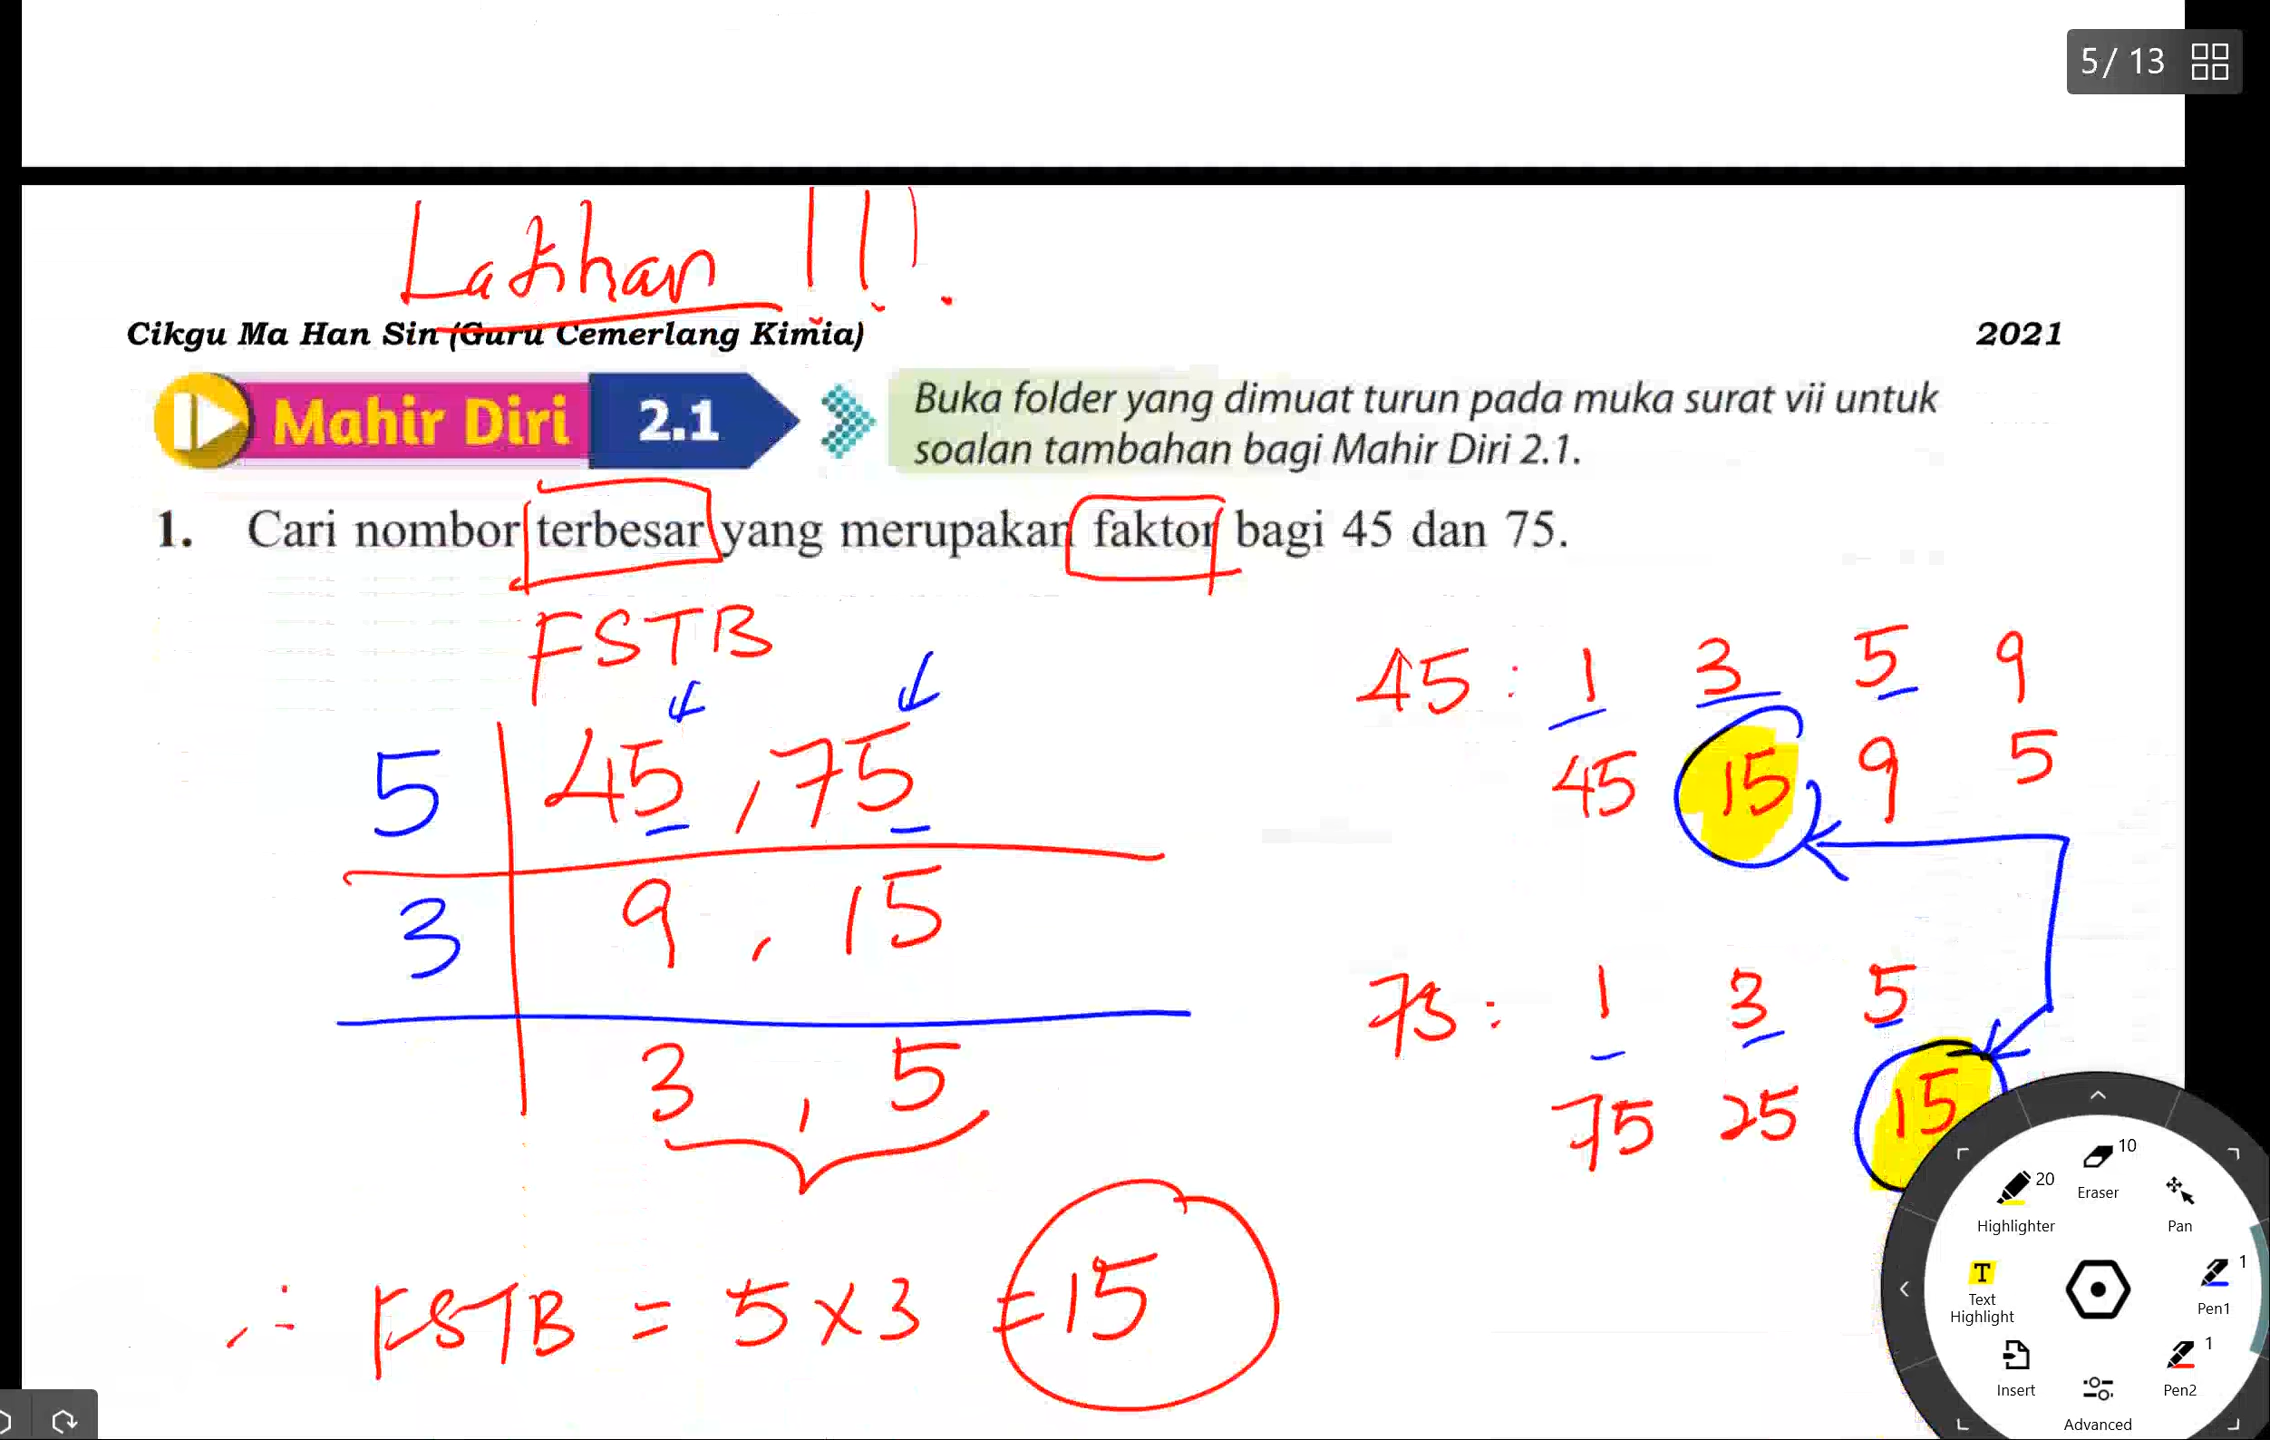 5/ 13
Latihan !!!
Cikgu Ma Han Sin (Guru Cemerlang Kimia)
2021
Mahir Diri 2.1
Buka folder yang dimuat turun pada muka surat vii untuk
soalan tambahan bagi Mahir Diri 2.1.
1. Cari nombor terbesar yang merupakan faktor bagi 45 dan 75.
FSTB
5 45 , 75
3 9 , 15
3 , 5
∴ FSTB = 5 x 3 = 15
45 : 1 3 5 9
45 15 9 5
75 : 1 3 5
75 25 15
10
Eraser
20
Highlighter
Pan
T
Text
Highlight
1
Pen1
Insert
1
Pen2
Advanced